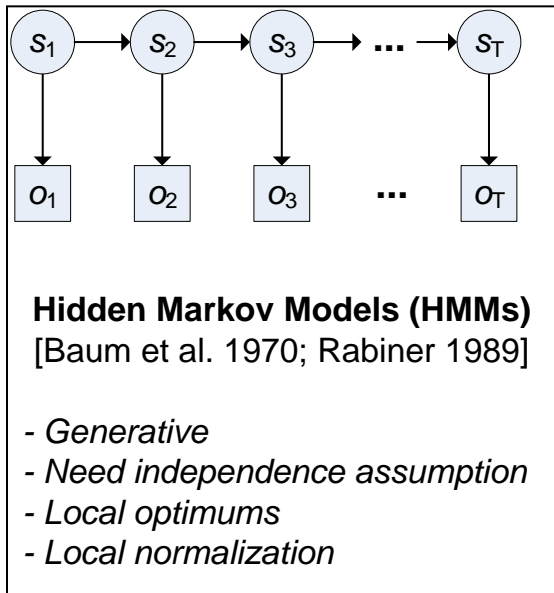 s1 s2 s3 ... sT
o1 o2 o3 ... oT
Hidden Markov Models (HMMs)
[Baum et al. 1970; Rabiner 1989]
- Generative
- Need independence assumption
- Local optimums
- Local normalization